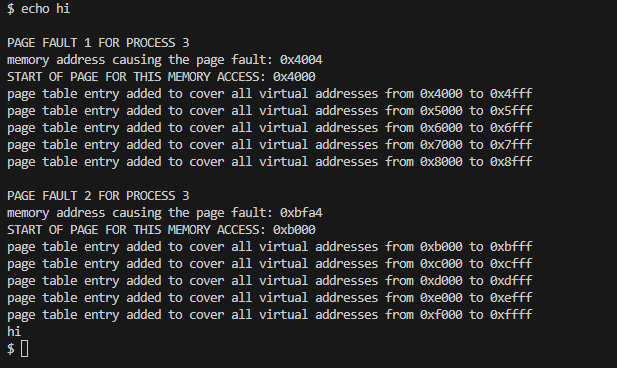 $ echo hi
PAGE FAULT 1 FOR PROCESS 3
memory address causing the page fault: 0x4004
START OF PAGE FOR THIS MEMORY ACCESS: 0x4000
page table entry added to cover all virtual addresses from 0x4000 to 0x4fff
page table entry added to cover all virtual addresses from 0x5000 to 0x5fff
page table entry added to cover all virtual addresses from 0x6000 to 0x6fff
page table entry added to cover all virtual addresses from 0x7000 to 0x7fff
page table entry added to cover all virtual addresses from 0x8000 to 0x8fff
PAGE FAULT 2 FOR PROCESS 3
memory address causing the page fault: 0xbfa4
START OF PAGE FOR THIS MEMORY ACCESS: 0xb000
page table entry added to cover all virtual addresses from 0xb000 to 0xbfff
page table entry added to cover all virtual addresses from 0xc000 to 0xcfff
page table entry added to cover all virtual addresses from 0xd000 to 0xdfff
page table entry added to cover all virtual addresses from 0xe000 to 0xefff
page table entry added to cover all virtual addresses from 0xf000 to 0xffff
hi
$